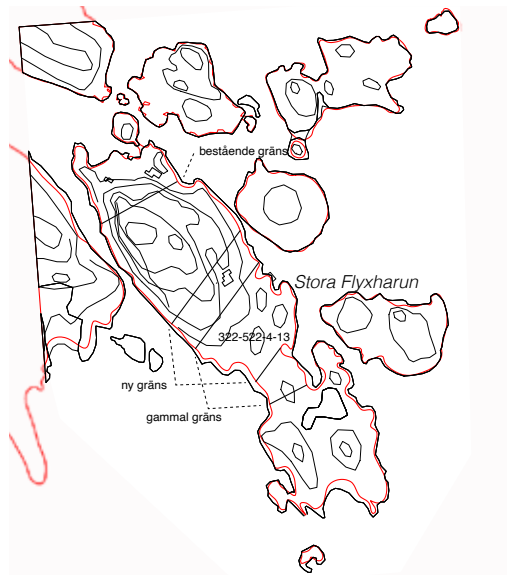 bestående gräns
Stora Flyxharun
322-522-4-13
ny gräns
gammal gräns